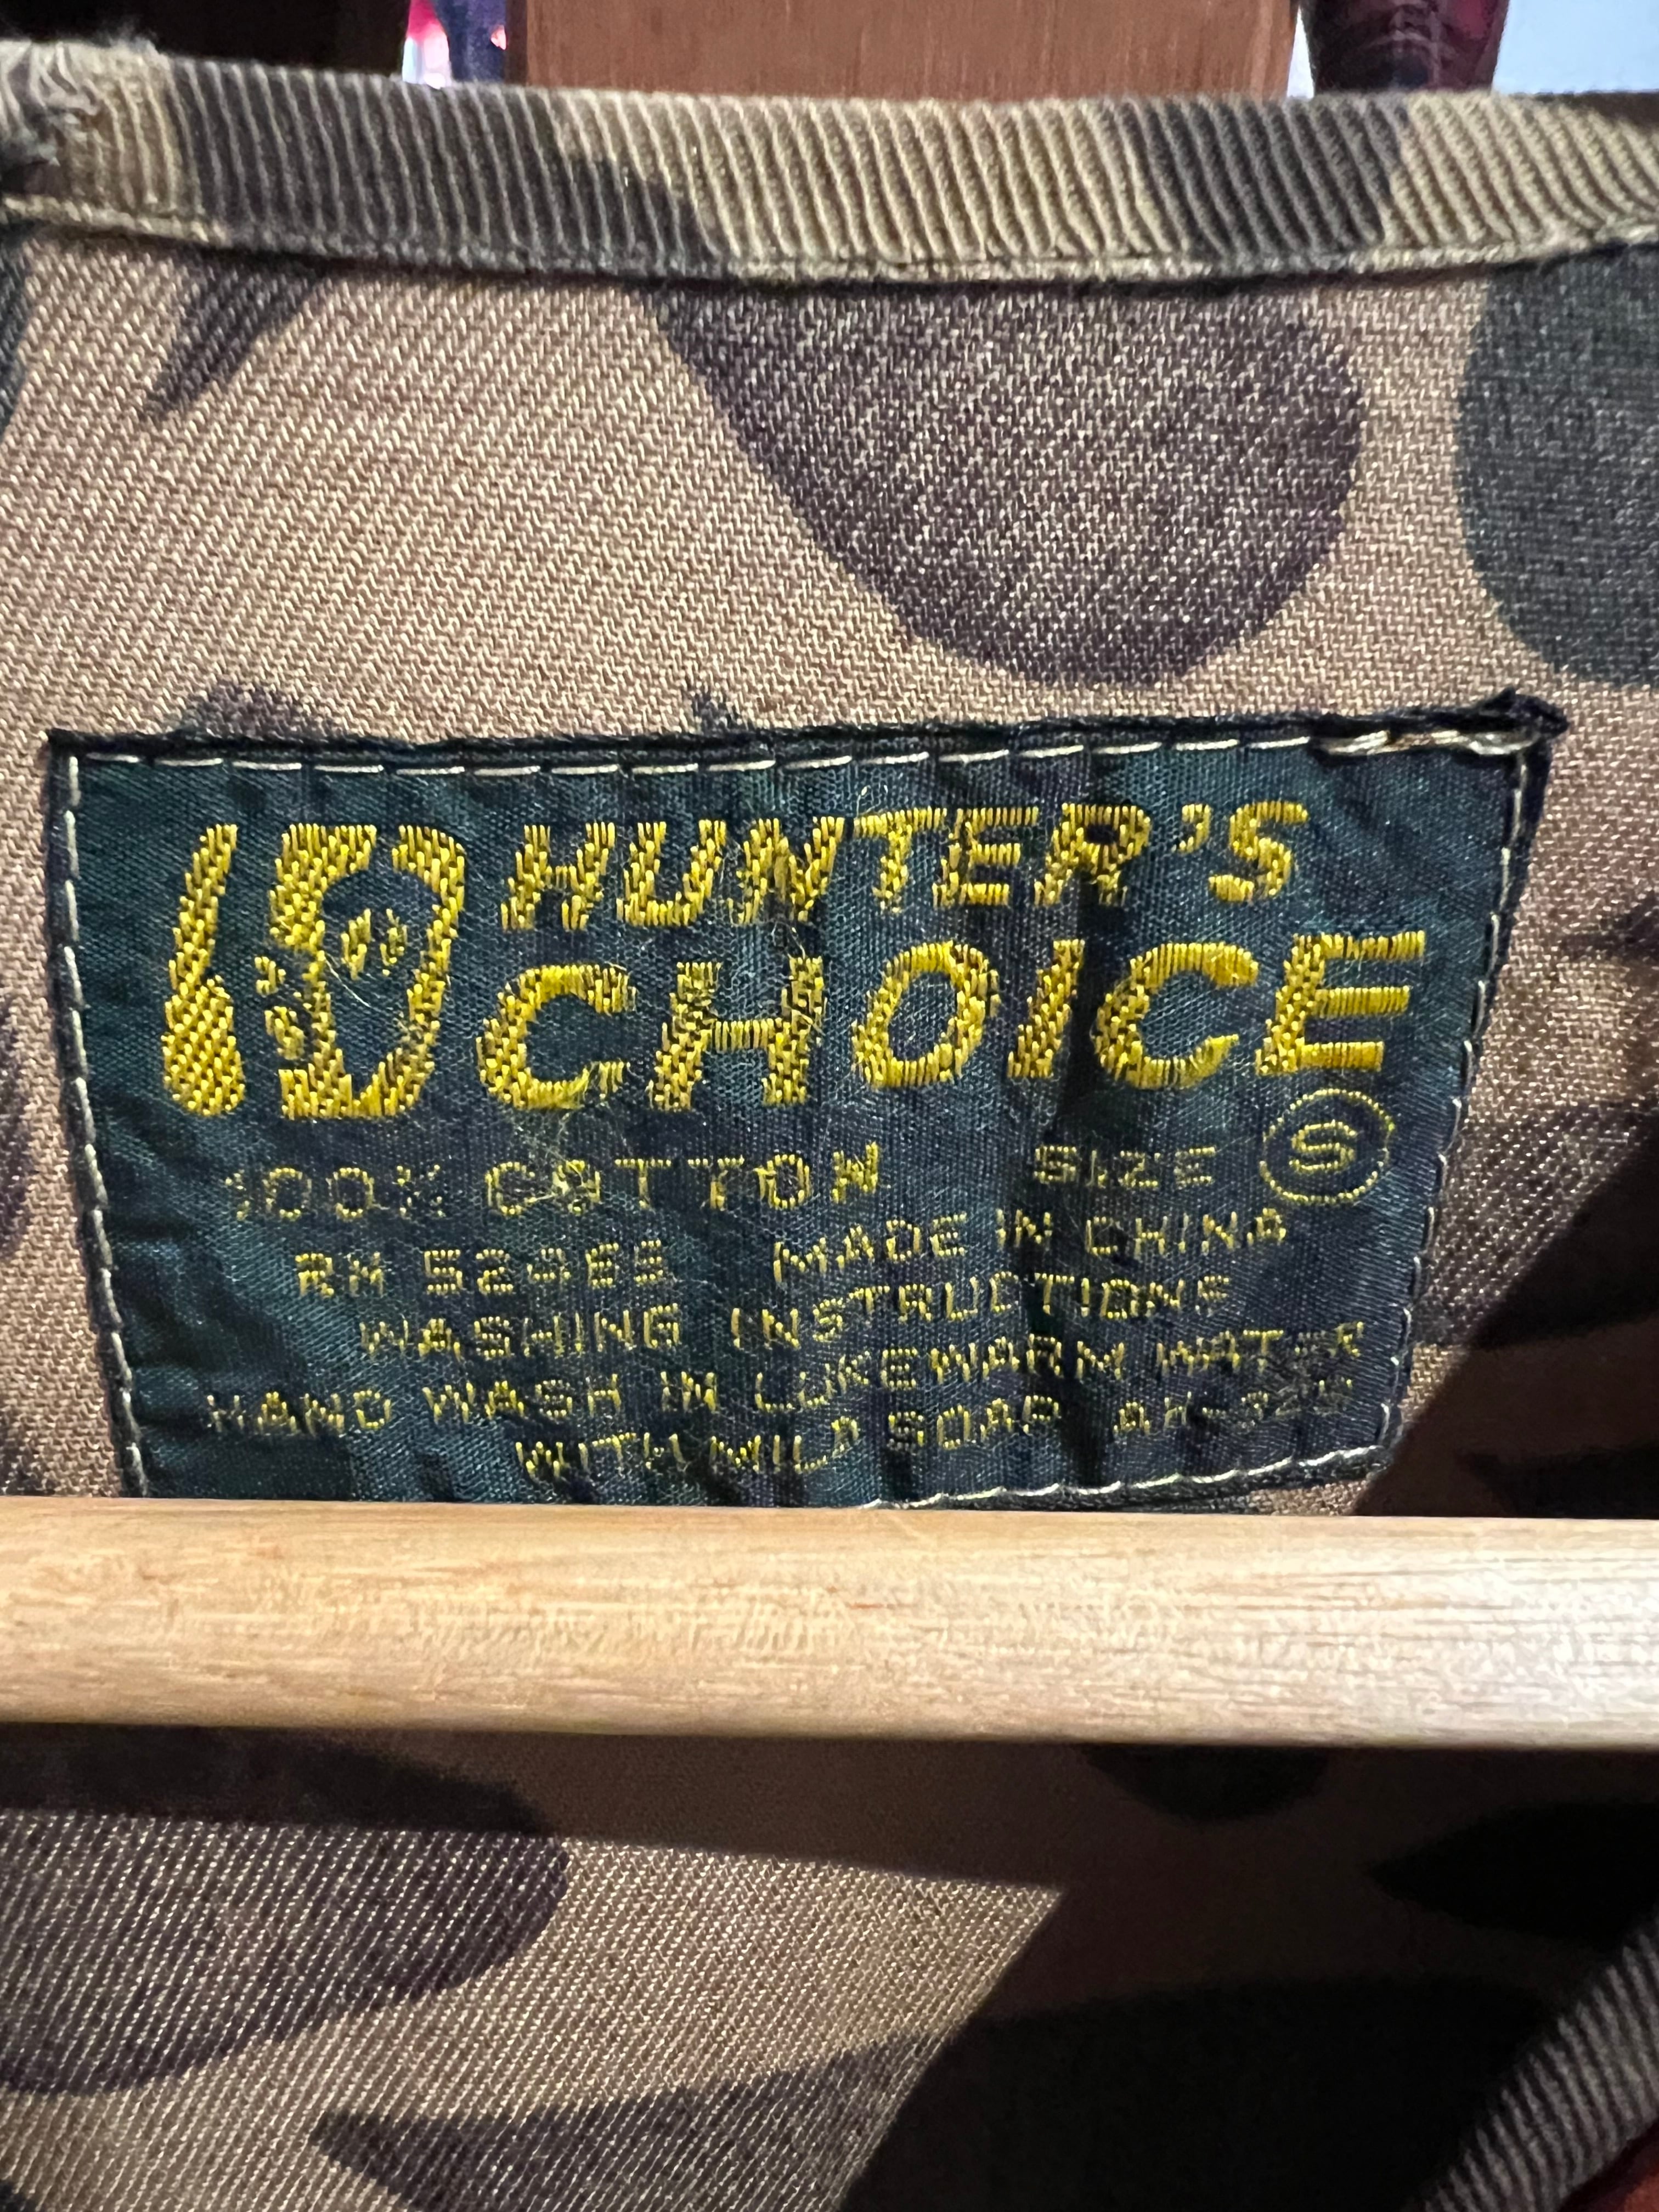 HUNTER'S
CHOICE
100% COTTON SIZE S
RN 52469 MADE IN CHINA
WASHING INSTRUCTIONS
HAND WASH IN LUKEWARM WATER
WITH MILD SOAP